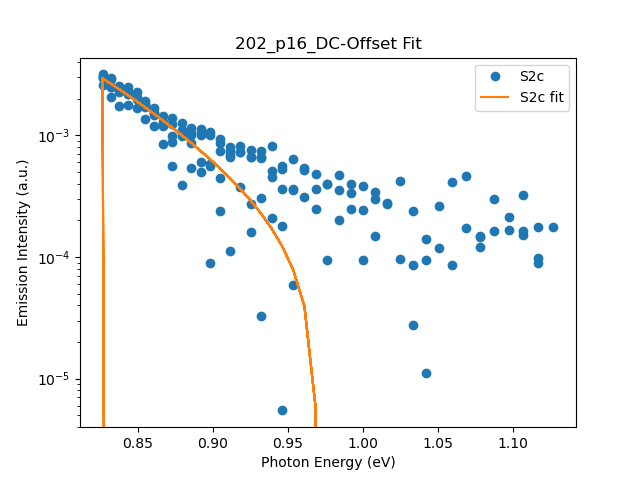 202_p16_DC-Offset Fit
S2c
S2c fit
Emission Intensity (a.u.)
10⁻³
10⁻⁴
10⁻⁵
0.85 0.90 0.95 1.00 1.05 1.10
Photon Energy (eV)